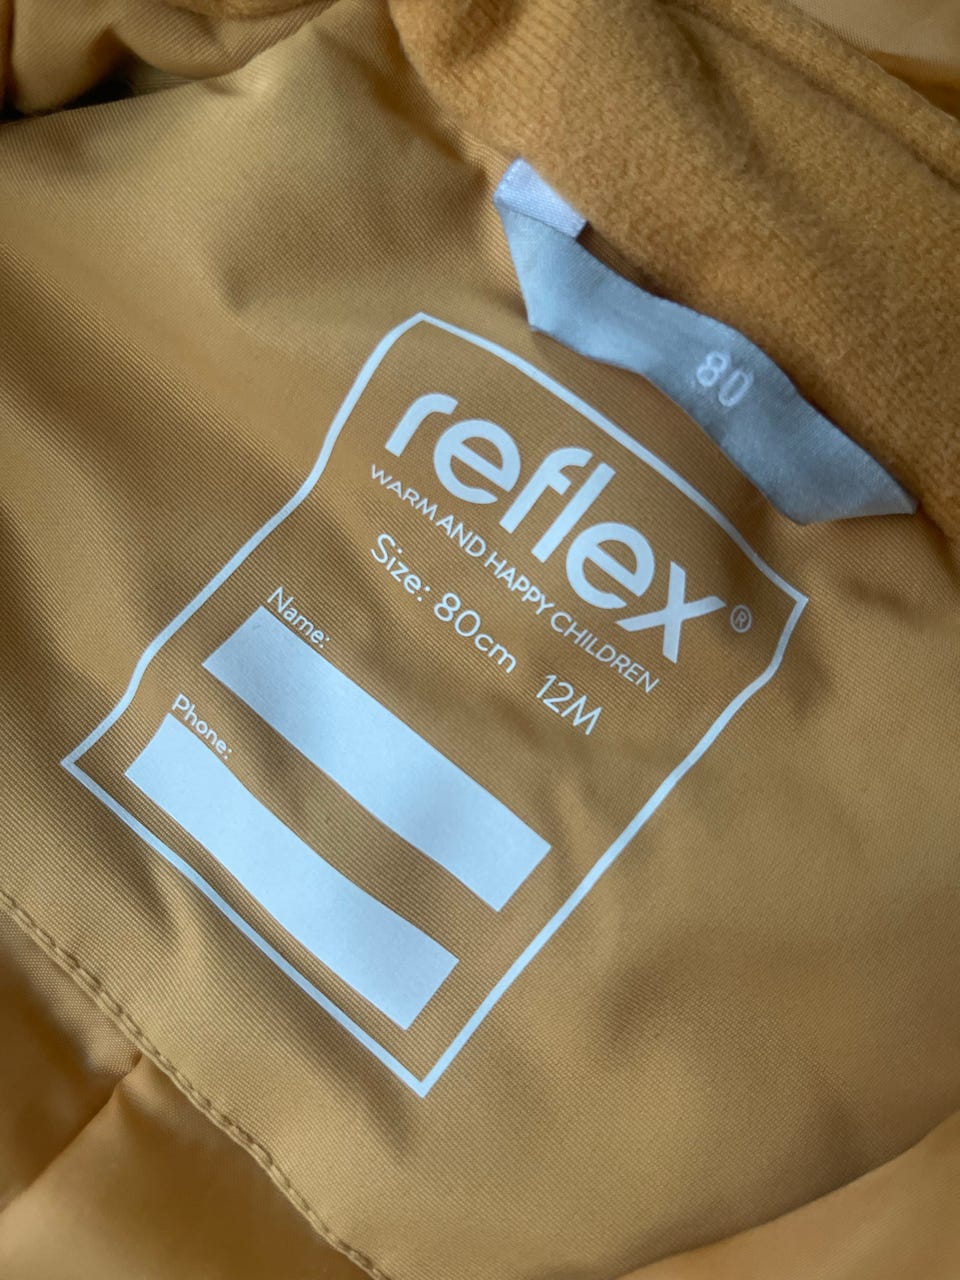 80
reflex®
WARM AND HAPPY CHILDREN
Size: 80cm 12M
Name:
Phone: